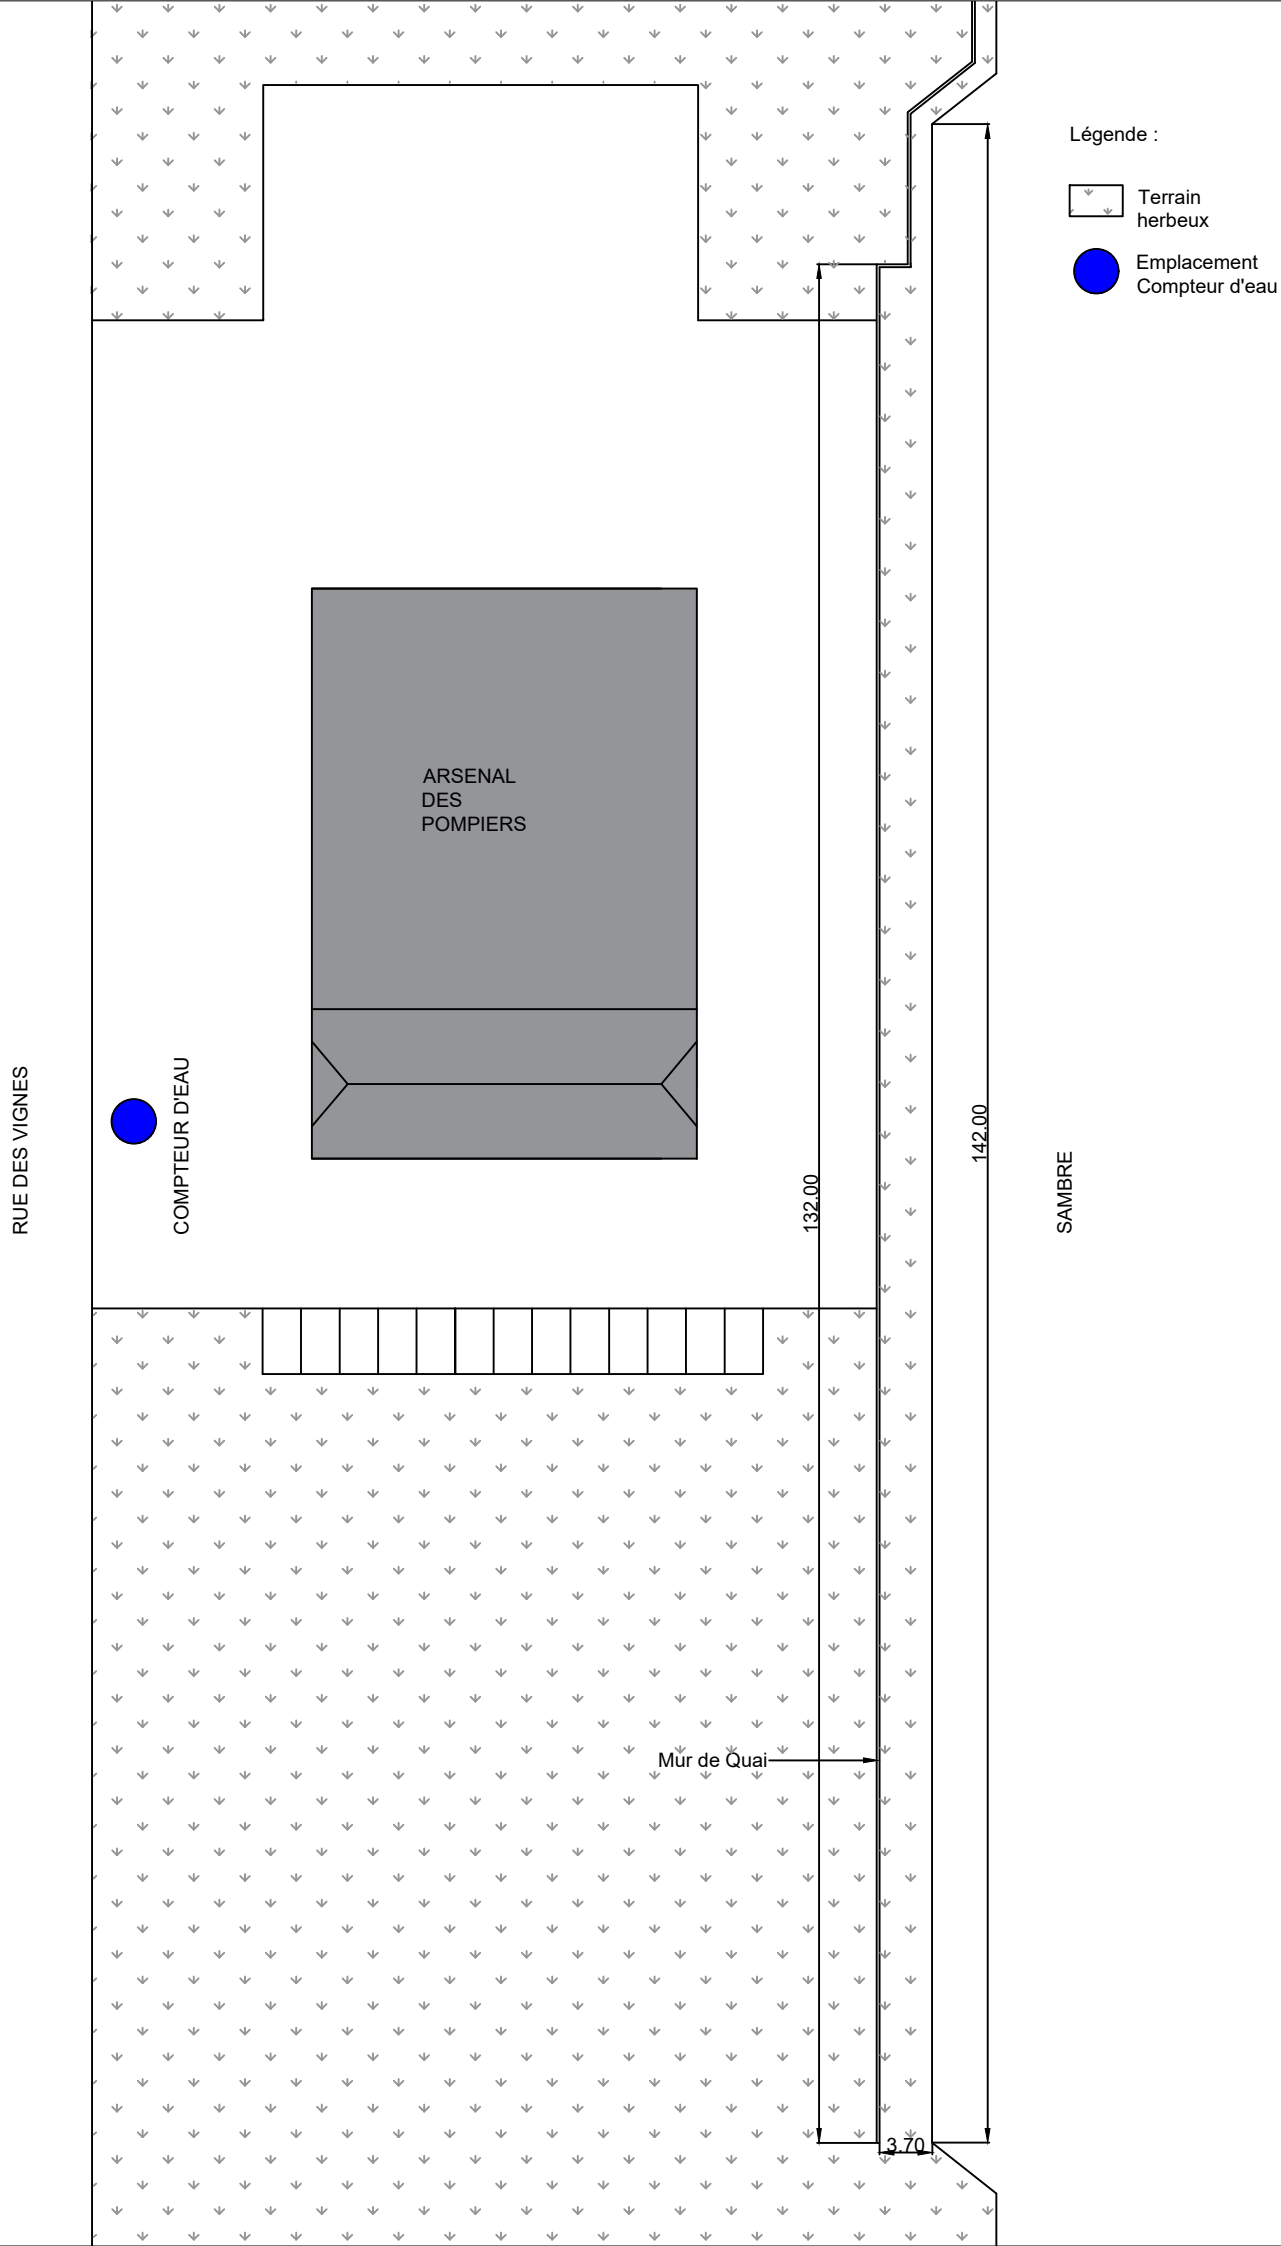 Légende :
Terrain
herbeux
Emplacement
Compteur d'eau
ARSENAL
DES
POMPIERS
RUE DES VIGNES
COMPTEUR D'EAU
132.00
142.00
SAMBRE
Mur de Quai
3.70